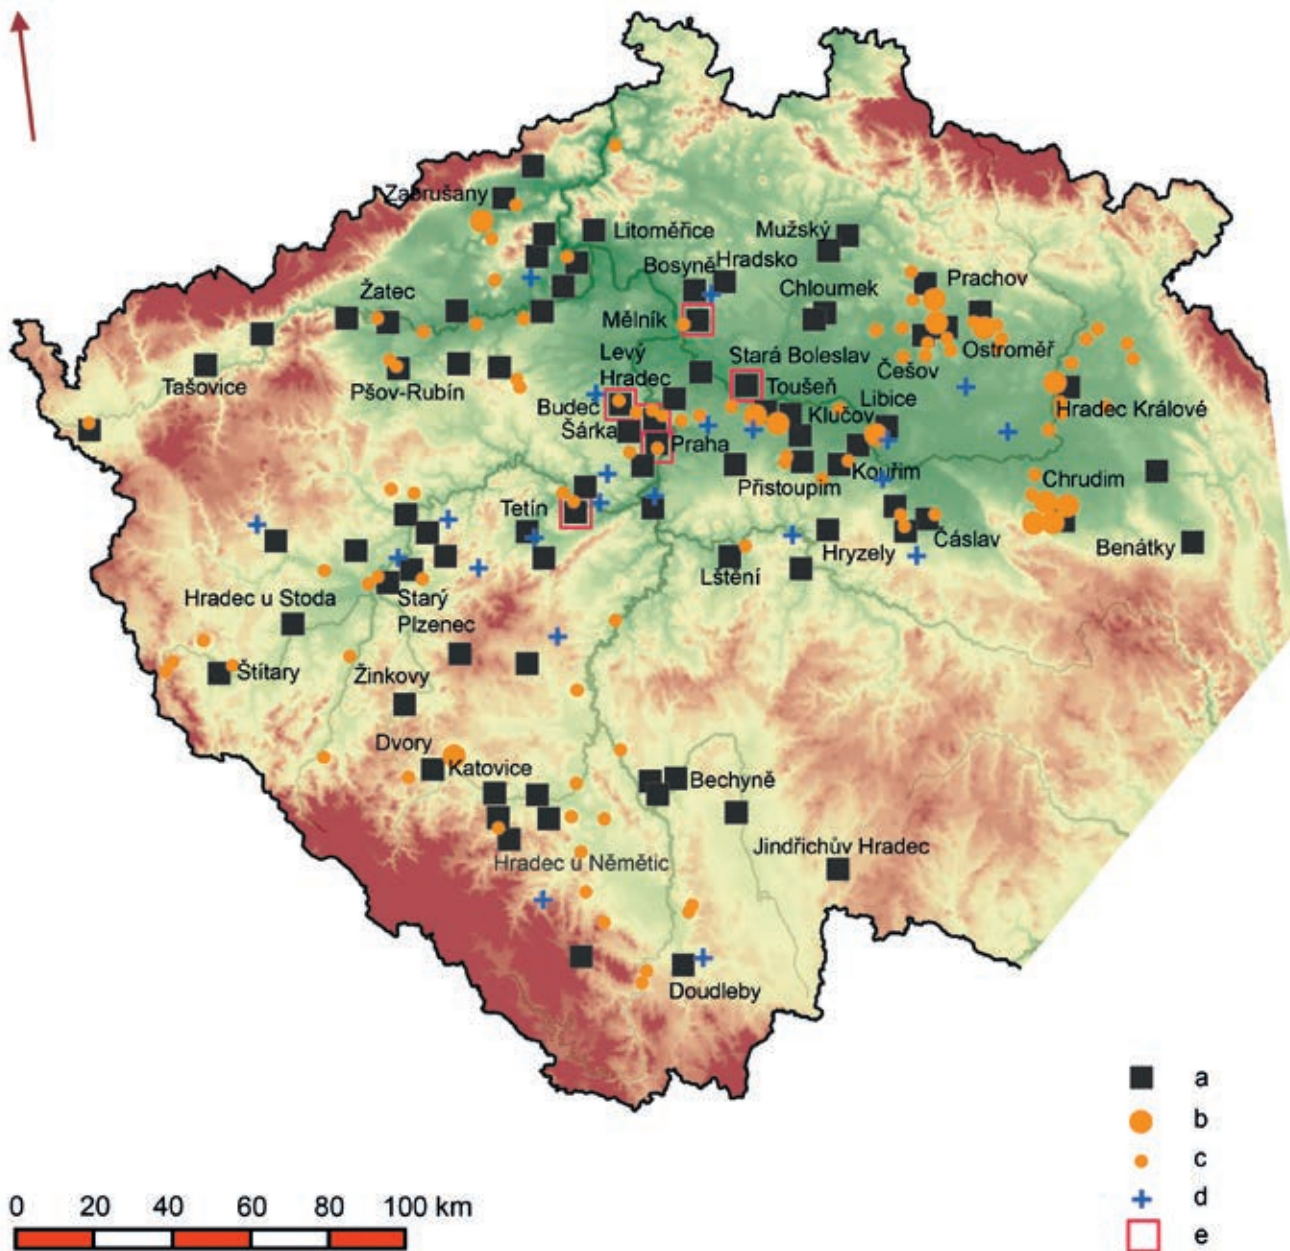 Zabrušany
Litoměřice
Mužský
Bosyně
Hradsko
Prachov
Žatec
Chloumek
Mělník
Levý
Hradec
Stará Boleslav
Ostroměř
Tašovice
Pšov-Rubín
Češov
Toušeň
Budec
Klučov
Libice
Hradec Králové
Šárka
Praha
Kouřim
Přistoupim
Chrudim
Tetín
Čáslav
Hryzely
Benátky
Lštění
Hradec u Stoda
Starý
Plzenec
Štítary
Žinkovy
Dvory
Katovice
Bechyně
Jindřichův Hradec
Hradec u Němětic
Doudleby
a
b
c
d
e
0 20 40 60 80 100 km